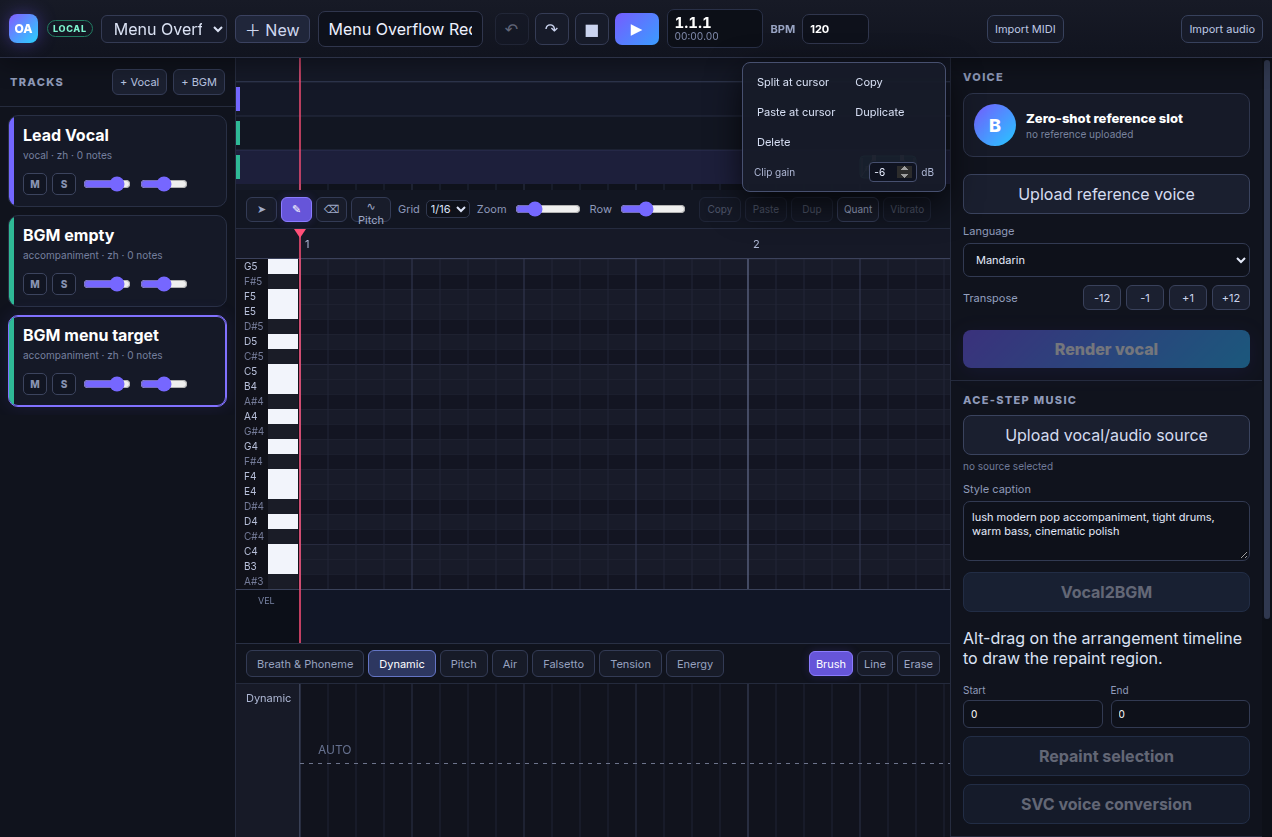 OA LOCAL Menu Overf + New Menu Overflow Rec 1.1.1 BPM 120 Import MIDI Import audio
00:00.00
TRACKS + Vocal + BGM
Lead Vocal
vocal · zh · 0 notes
M S
BGM empty
accompaniment · zh · 0 notes
M S
BGM menu target
accompaniment · zh · 0 notes
M S
Split at cursor Copy
Paste at cursor Duplicate
Delete
Clip gain -6 dB
Pitch Grid 1/16 Zoom Row Copy Paste Dup Quant Vibrato
1 2
G5
F#5
F5
E5
D#5
D5
C#5
C5
B4
A#4
A4
G#4
G4
F#4
F4
E4
D#4
D4
C#4
C4
B3
A#3
VEL
Breath & Phoneme Dynamic Pitch Air Falsetto Tension Energy Brush Line Erase
Dynamic
AUTO
VOICE
B Zero-shot reference slot
no reference uploaded
Upload reference voice
Language
Mandarin
Transpose -12 -1 +1 +12
Render vocal
ACE-STEP MUSIC
Upload vocal/audio source
no source selected
Style caption
lush modern pop accompaniment, tight drums,
warm bass, cinematic polish
Vocal2BGM
Alt-drag on the arrangement timeline
to draw the repaint region.
Start End
0 0
Repaint selection
SVC voice conversion